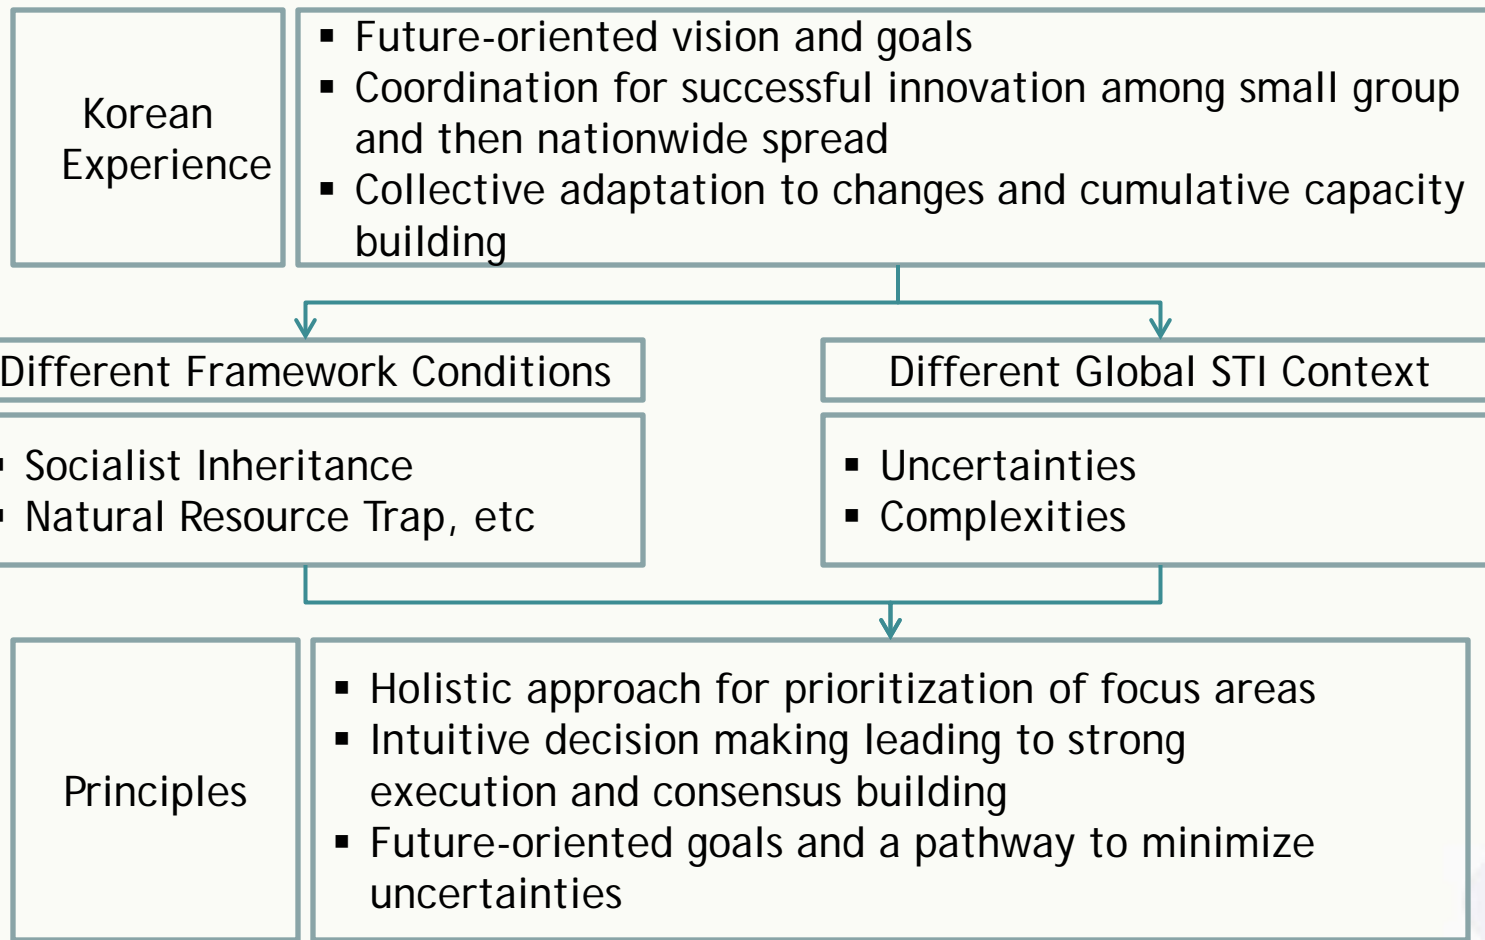 Korean
Experience
▪ Future-oriented vision and goals
▪ Coordination for successful innovation among small group
and then nationwide spread
▪ Collective adaptation to changes and cumulative capacity
building
Different Framework Conditions
▪ Socialist Inheritance
▪ Natural Resource Trap, etc
Different Global STI Context
▪ Uncertainties
▪ Complexities
Principles
▪ Holistic approach for prioritization of focus areas
▪ Intuitive decision making leading to strong
execution and consensus building
▪ Future-oriented goals and a pathway to minimize
uncertainties